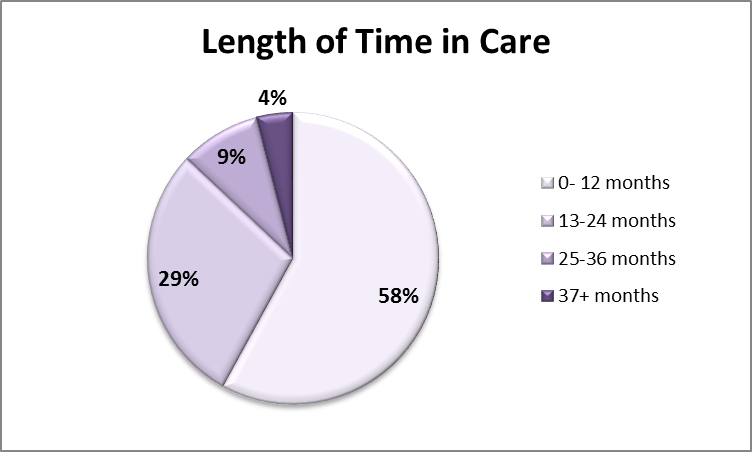 Length of Time in Care
4%
9%
29%
58%
0- 12 months
13-24 months
25-36 months
37+ months